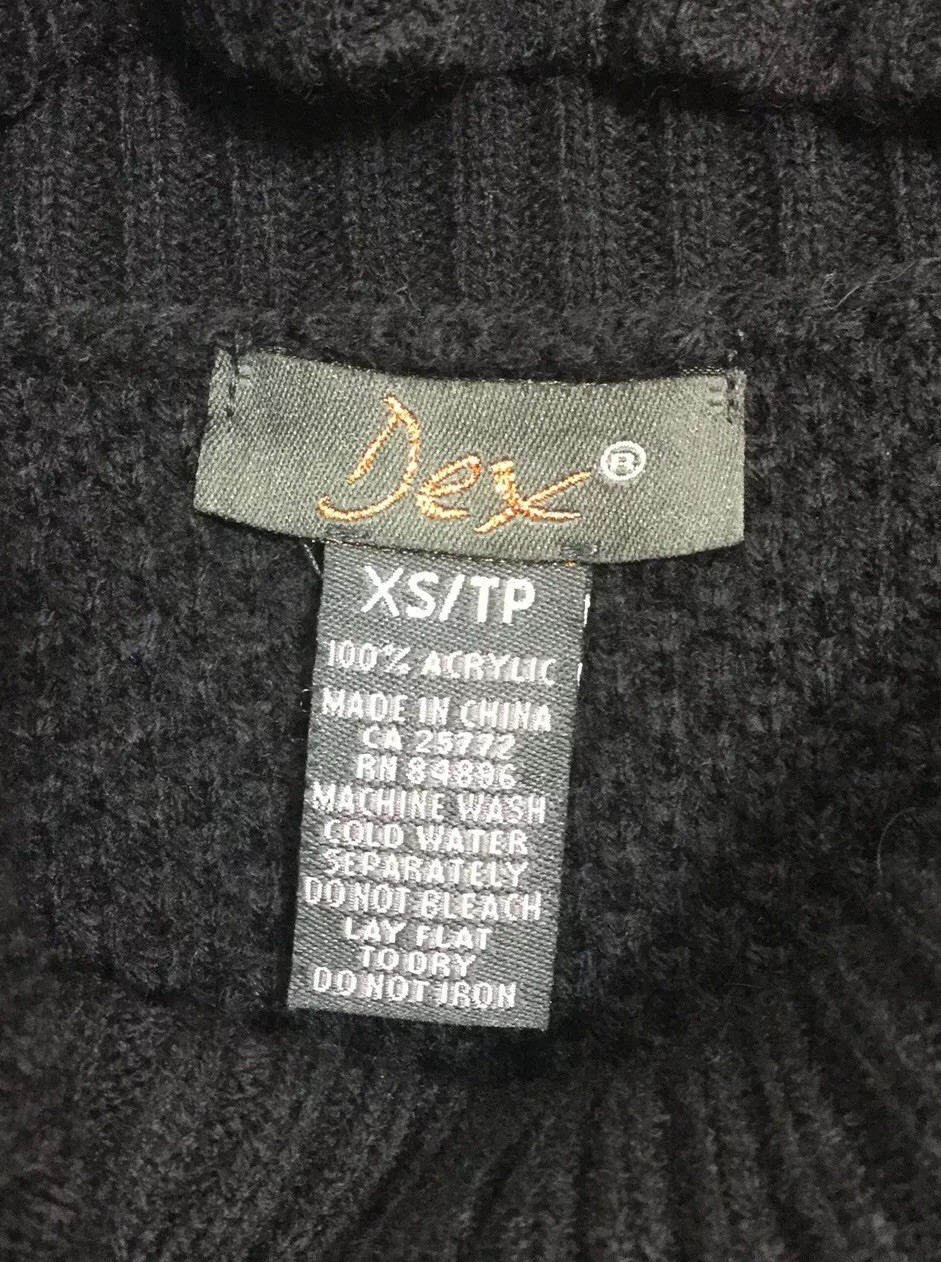 Dex®
XS/TP
100% ACRYLIC
MADE IN CHINA
CA 25772
RN 84896
MACHINE WASH
COLD WATER
SEPARATELY
DO NOT BLEACH
LAY FLAT
TO DRY
DO NOT IRON